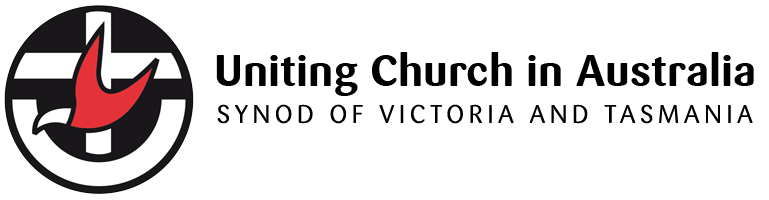 Uniting Church in Australia
SYNOD OF VICTORIA AND TASMANIA